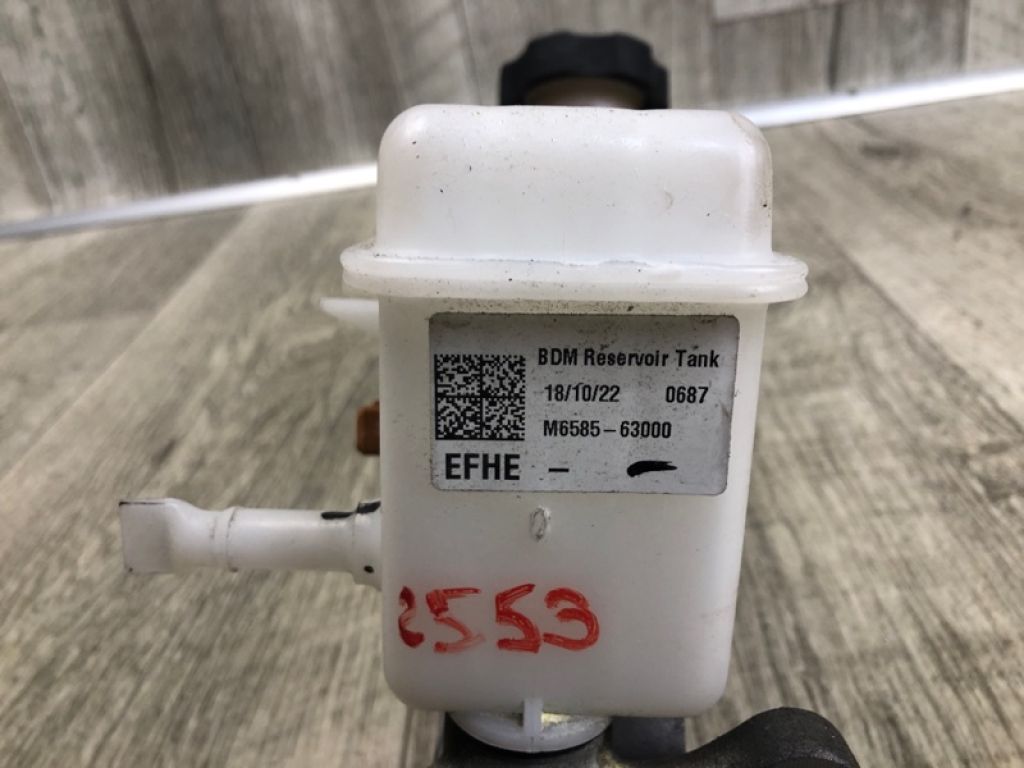 BDM Reservoir Tank
18/10/22 0687
M6585-63000
EFHE -
2553